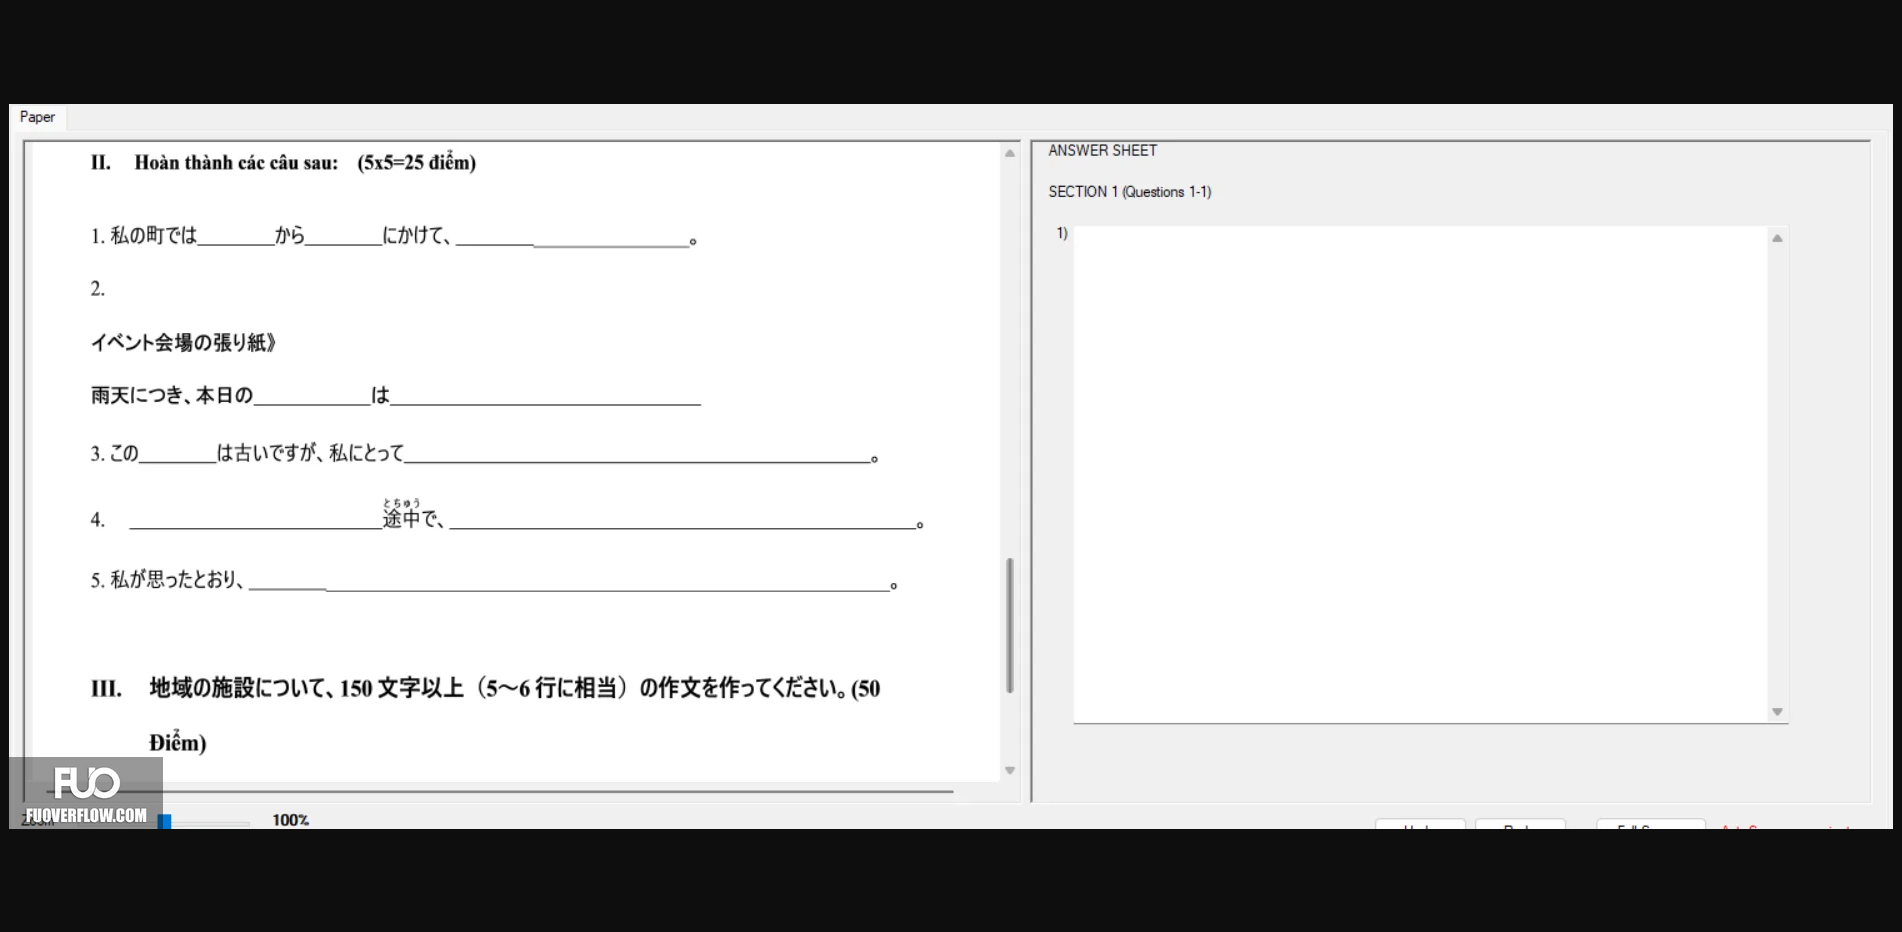 Paper
II. Hoàn thành các câu sau: (5x5=25 điểm)
1. 私の町では________から________にかけて、________________________。
2.
イベント会場の張り紙》
雨天につき、本日の____________は________________________________
3. この________は古いですが、私にとって________________________________________________。
とちゅう
4. __________________________途中で、________________________________________________。
5. 私が思ったとおり、__________________________________________________________________。
III. 地域の施設について、150 文字以上（5～6 行に相当）の作文を作ってください。(50
Điểm)
ANSWER SHEET
SECTION 1 (Questions 1-1)
1)
FUO
FUOVERFLOW.COM
100%